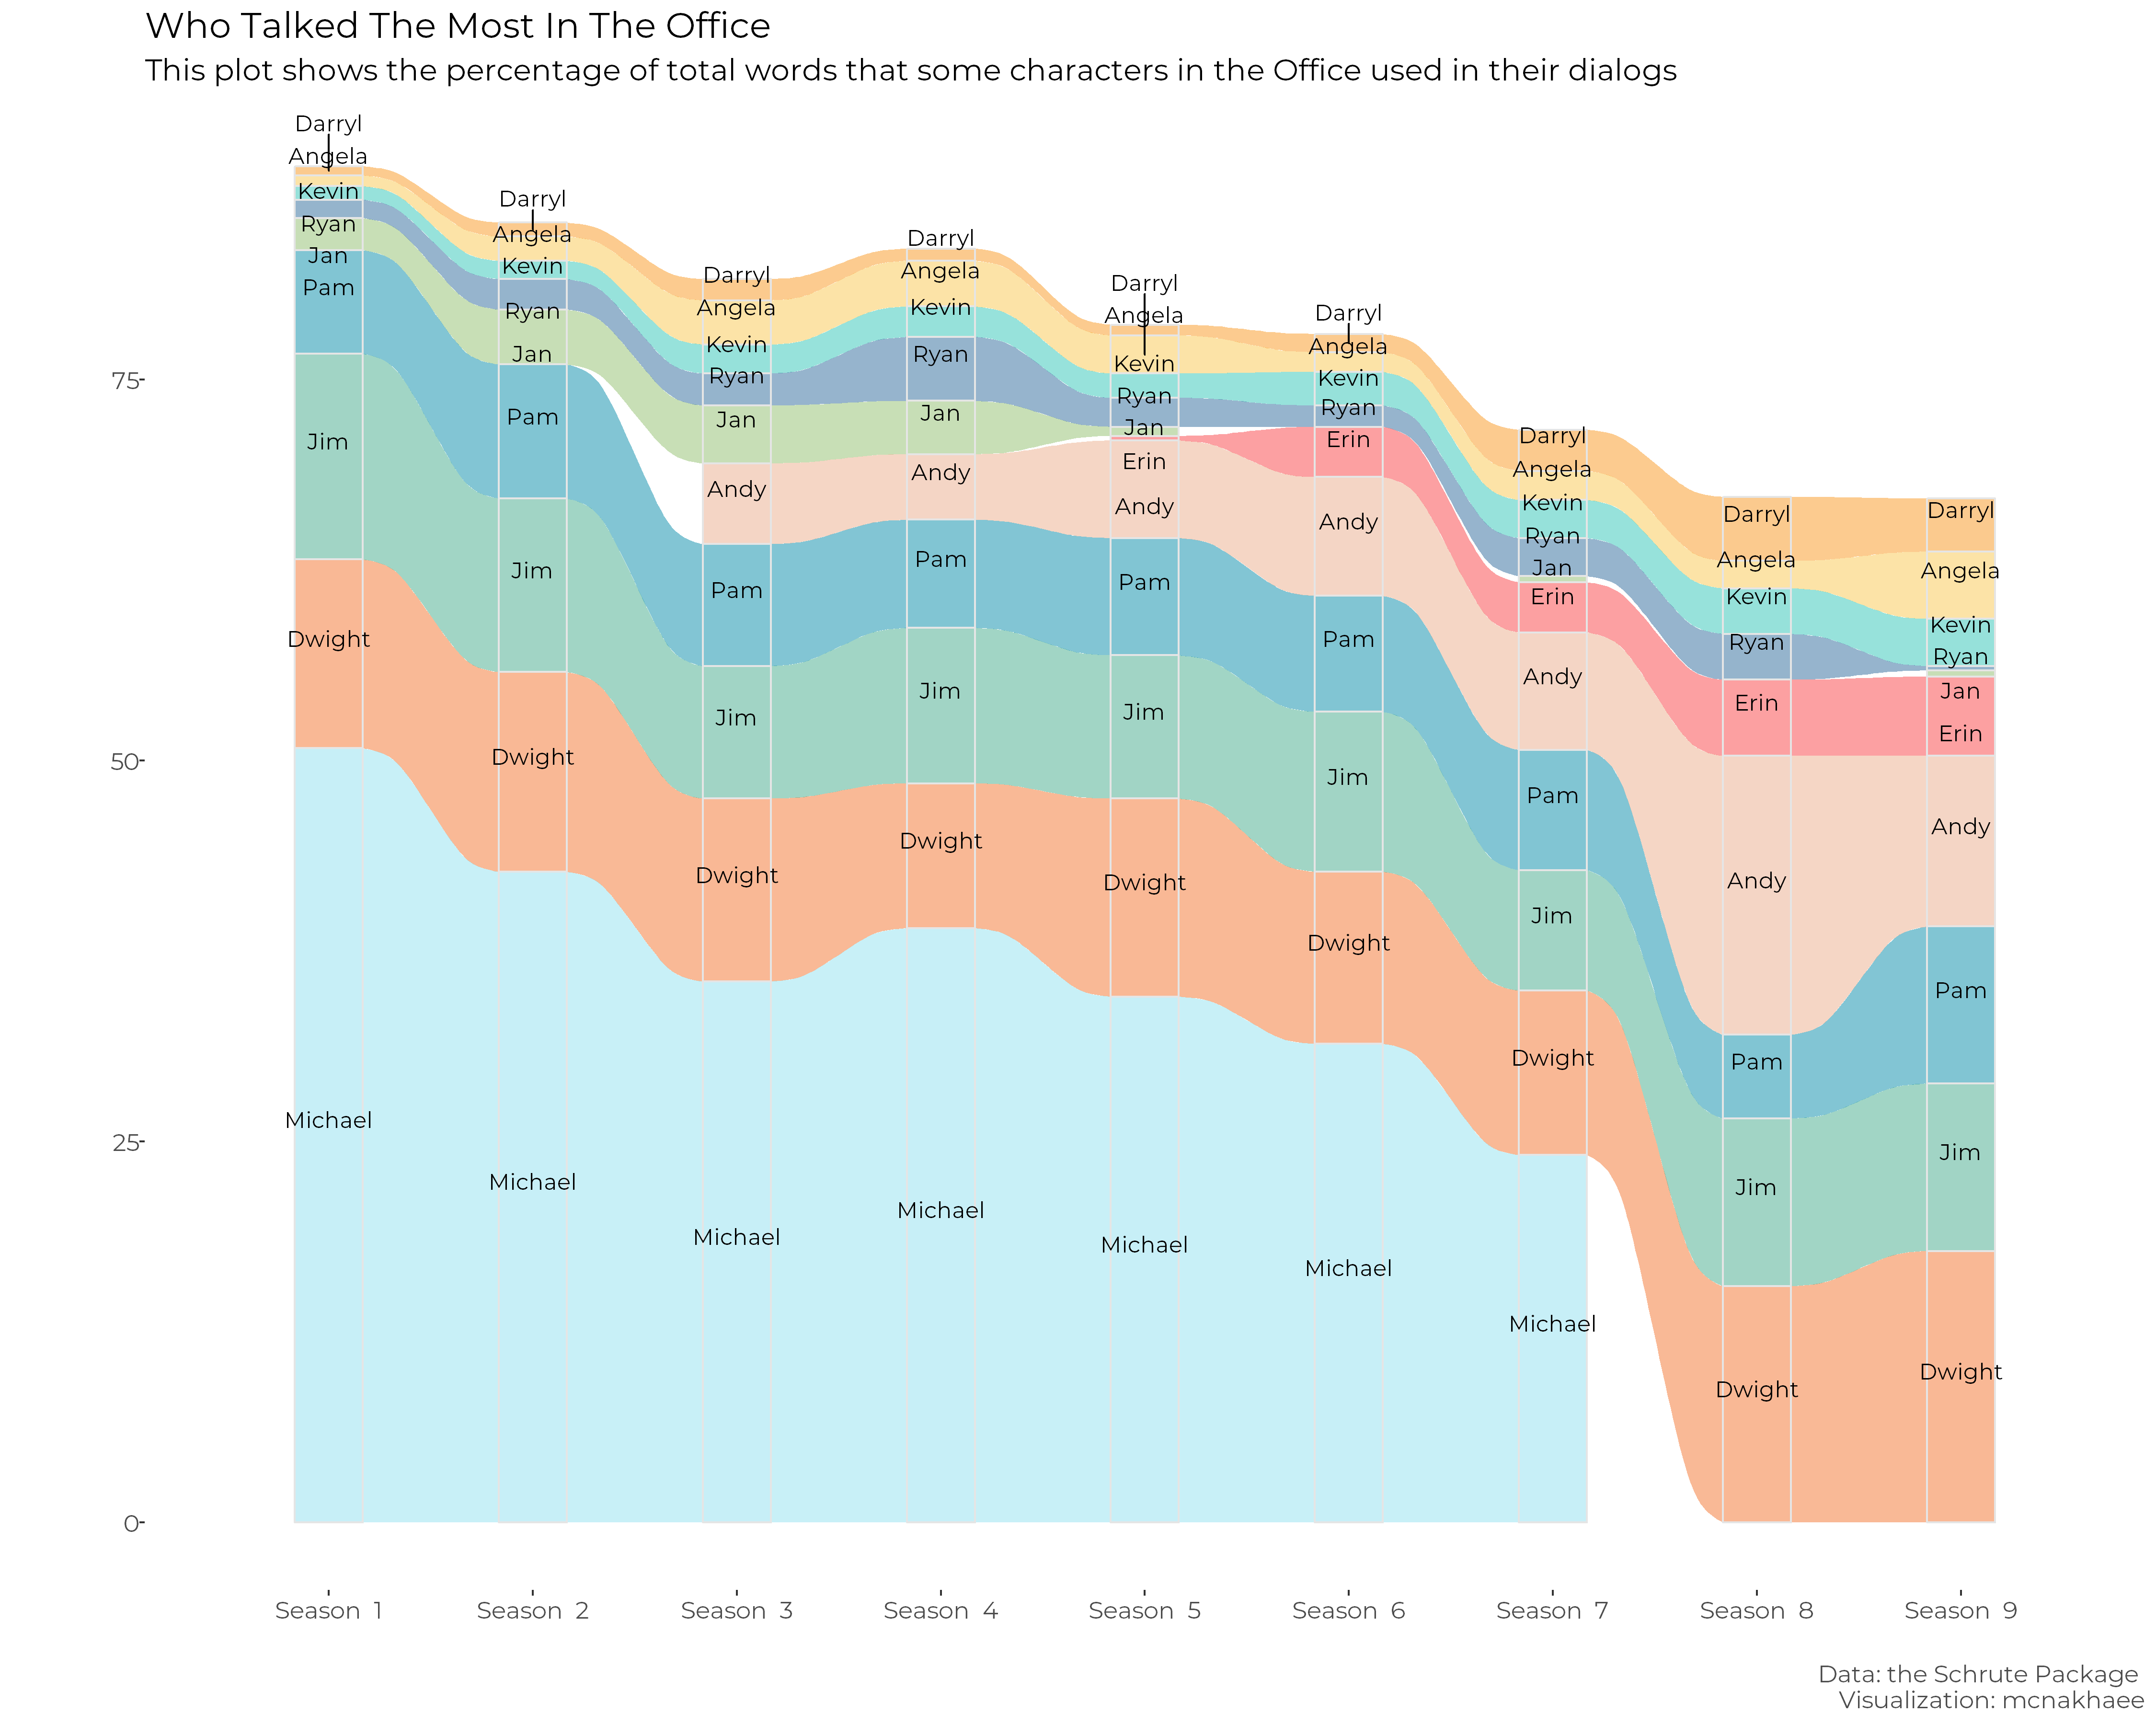 Who Talked The Most In The Office
This plot shows the percentage of total words that some characters in the Office used in their dialogs
75
50
25
0
Darryl
Angela
Kevin
Ryan
Jan
Pam
Jim
Dwight
Michael
Darryl
Angela
Kevin
Ryan
Jan
Pam
Jim
Dwight
Michael
Darryl
Angela
Kevin
Ryan
Jan
Andy
Pam
Jim
Dwight
Michael
Darryl
Angela
Kevin
Ryan
Jan
Andy
Pam
Jim
Dwight
Michael
Darryl
Angela
Kevin
Ryan
Jan
Erin
Andy
Pam
Jim
Dwight
Michael
Darryl
Angela
Kevin
Ryan
Erin
Andy
Pam
Jim
Dwight
Michael
Darryl
Angela
Kevin
Ryan
Jan
Erin
Andy
Pam
Jim
Dwight
Michael
Darryl
Angela
Kevin
Ryan
Erin
Andy
Pam
Jim
Dwight
Darryl
Angela
Kevin
Ryan
Jan
Erin
Andy
Pam
Jim
Dwight
Season 1
Season 2
Season 3
Season 4
Season 5
Season 6
Season 7
Season 8
Season 9
Data: the Schrute Package
Visualization: mcnakhaee